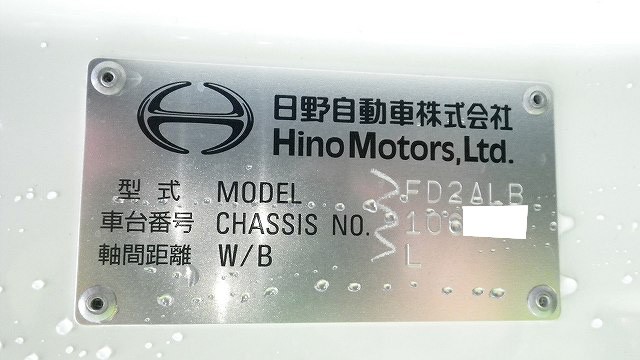 日野自動車株式会社
Hino Motors, Ltd.
型式 MODEL FD2ALB
車台番号 CHASSIS NO. 100
軸間距離 W/B L